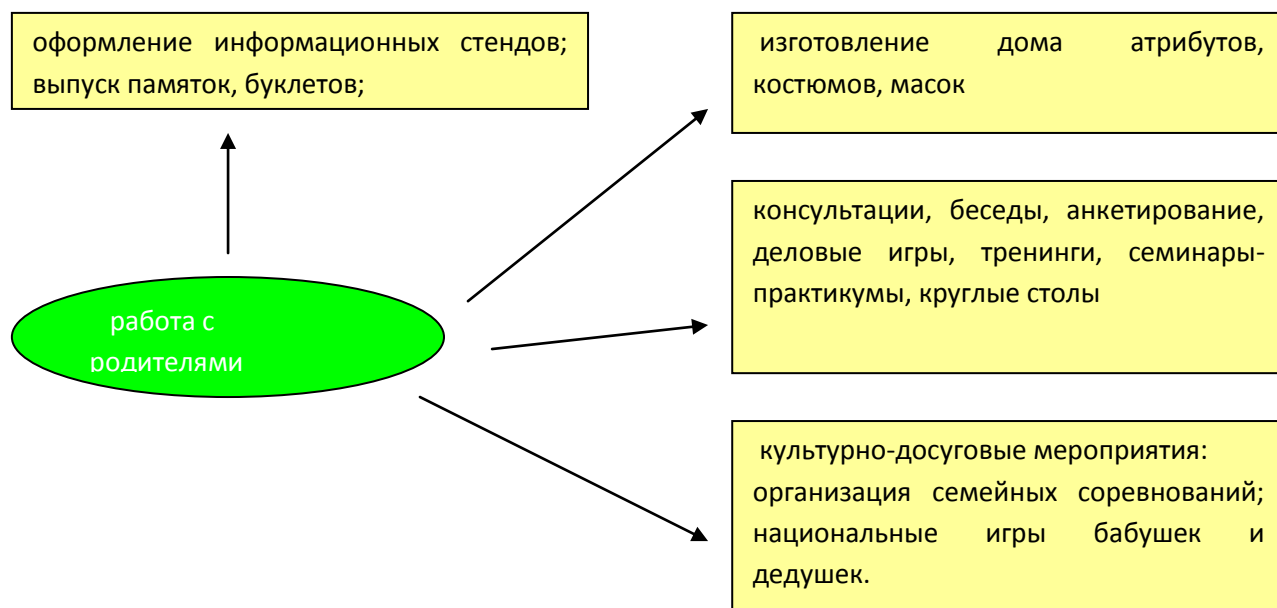 оформление информационных стендов;
выпуск памяток, буклетов;
изготовление дома атрибутов,
костюмов, масок
консультации, беседы, анкетирование,
деловые игры, тренинги, семинары-
практикумы, круглые столы
работа с
родителями
культурно-досуговые мероприятия:
организация семейных соревнований;
национальные игры бабушек и
дедушек.